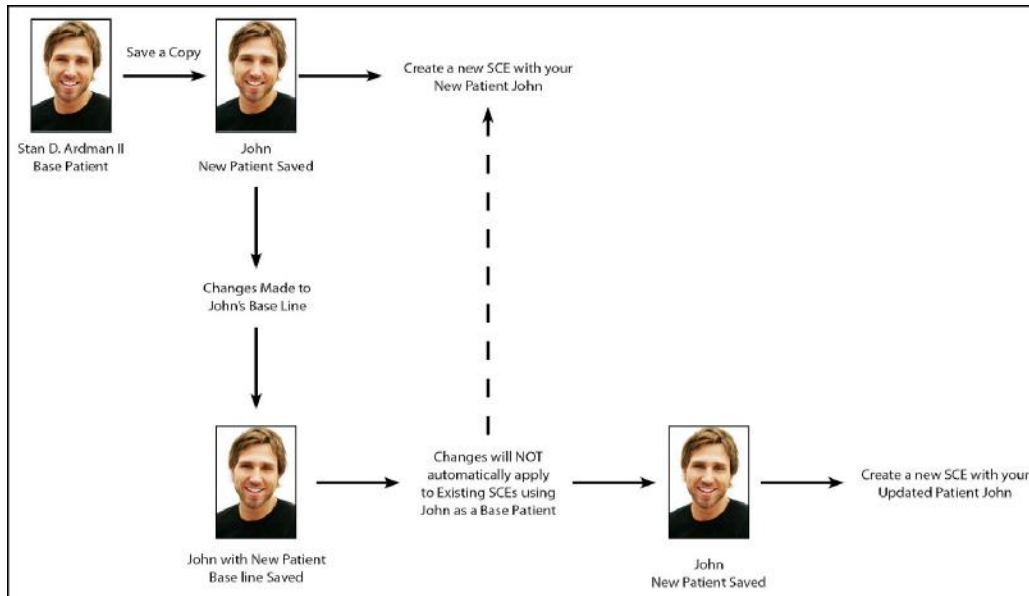 Save a Copy
Stan D. Ardman II
Base Patient
John
New Patient Saved
Create a new SCE with your
New Patient John
Changes Made to
John's Base Line
John with New Patient
Base line Saved
Changes will NOT
automatically apply
to Existing SCEs using
John as a Base Patient
John
New Patient Saved
Create a new SCE with your
Updated Patient John